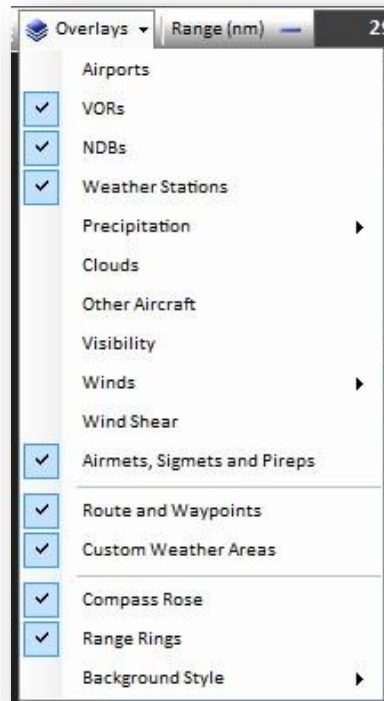 Overlays Range (nm) 29
Airports
VORs
NDBs
Weather Stations
Precipitation
Clouds
Other Aircraft
Visibility
Winds
Wind Shear
Airmets, Sigmets and Pireps
Route and Waypoints
Custom Weather Areas
Compass Rose
Range Rings
Background Style